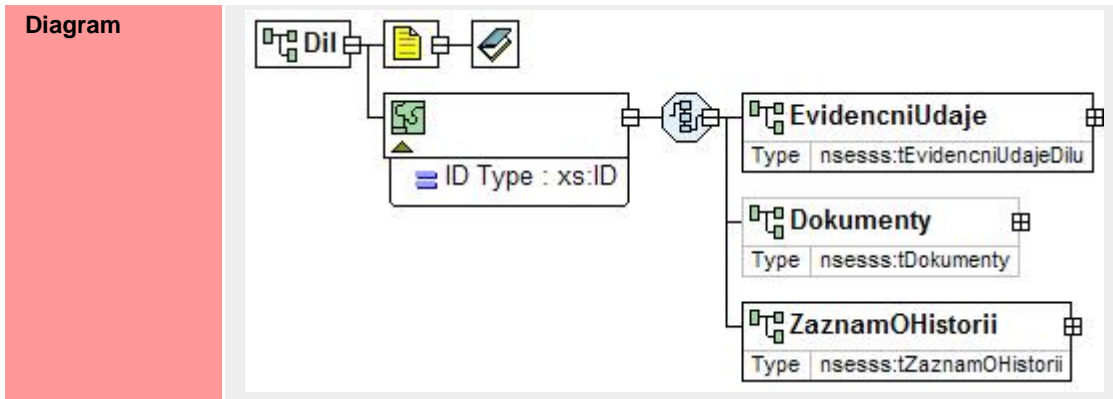 Diagram
Dil
ID Type : xs:ID
EvidencniUdaje
Type nsesss:tEvidencniUdajeDilu
Dokumenty
Type nsesss:tDokumenty
ZaznamOHistorii
Type nsesss:tZaznamOHistorii